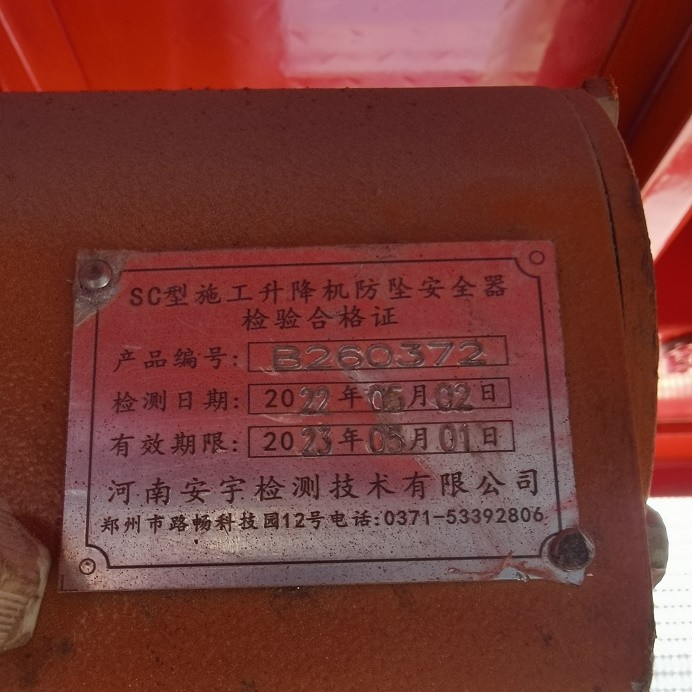 SC型施工升降机防坠安全器
检验合格证
产品编号: B260372
检测日期: 2022年05月02日
有效期限: 2023年05月01日
河南安宇检测技术有限公司
郑州市路畅科技园12号电话:0371-53392806